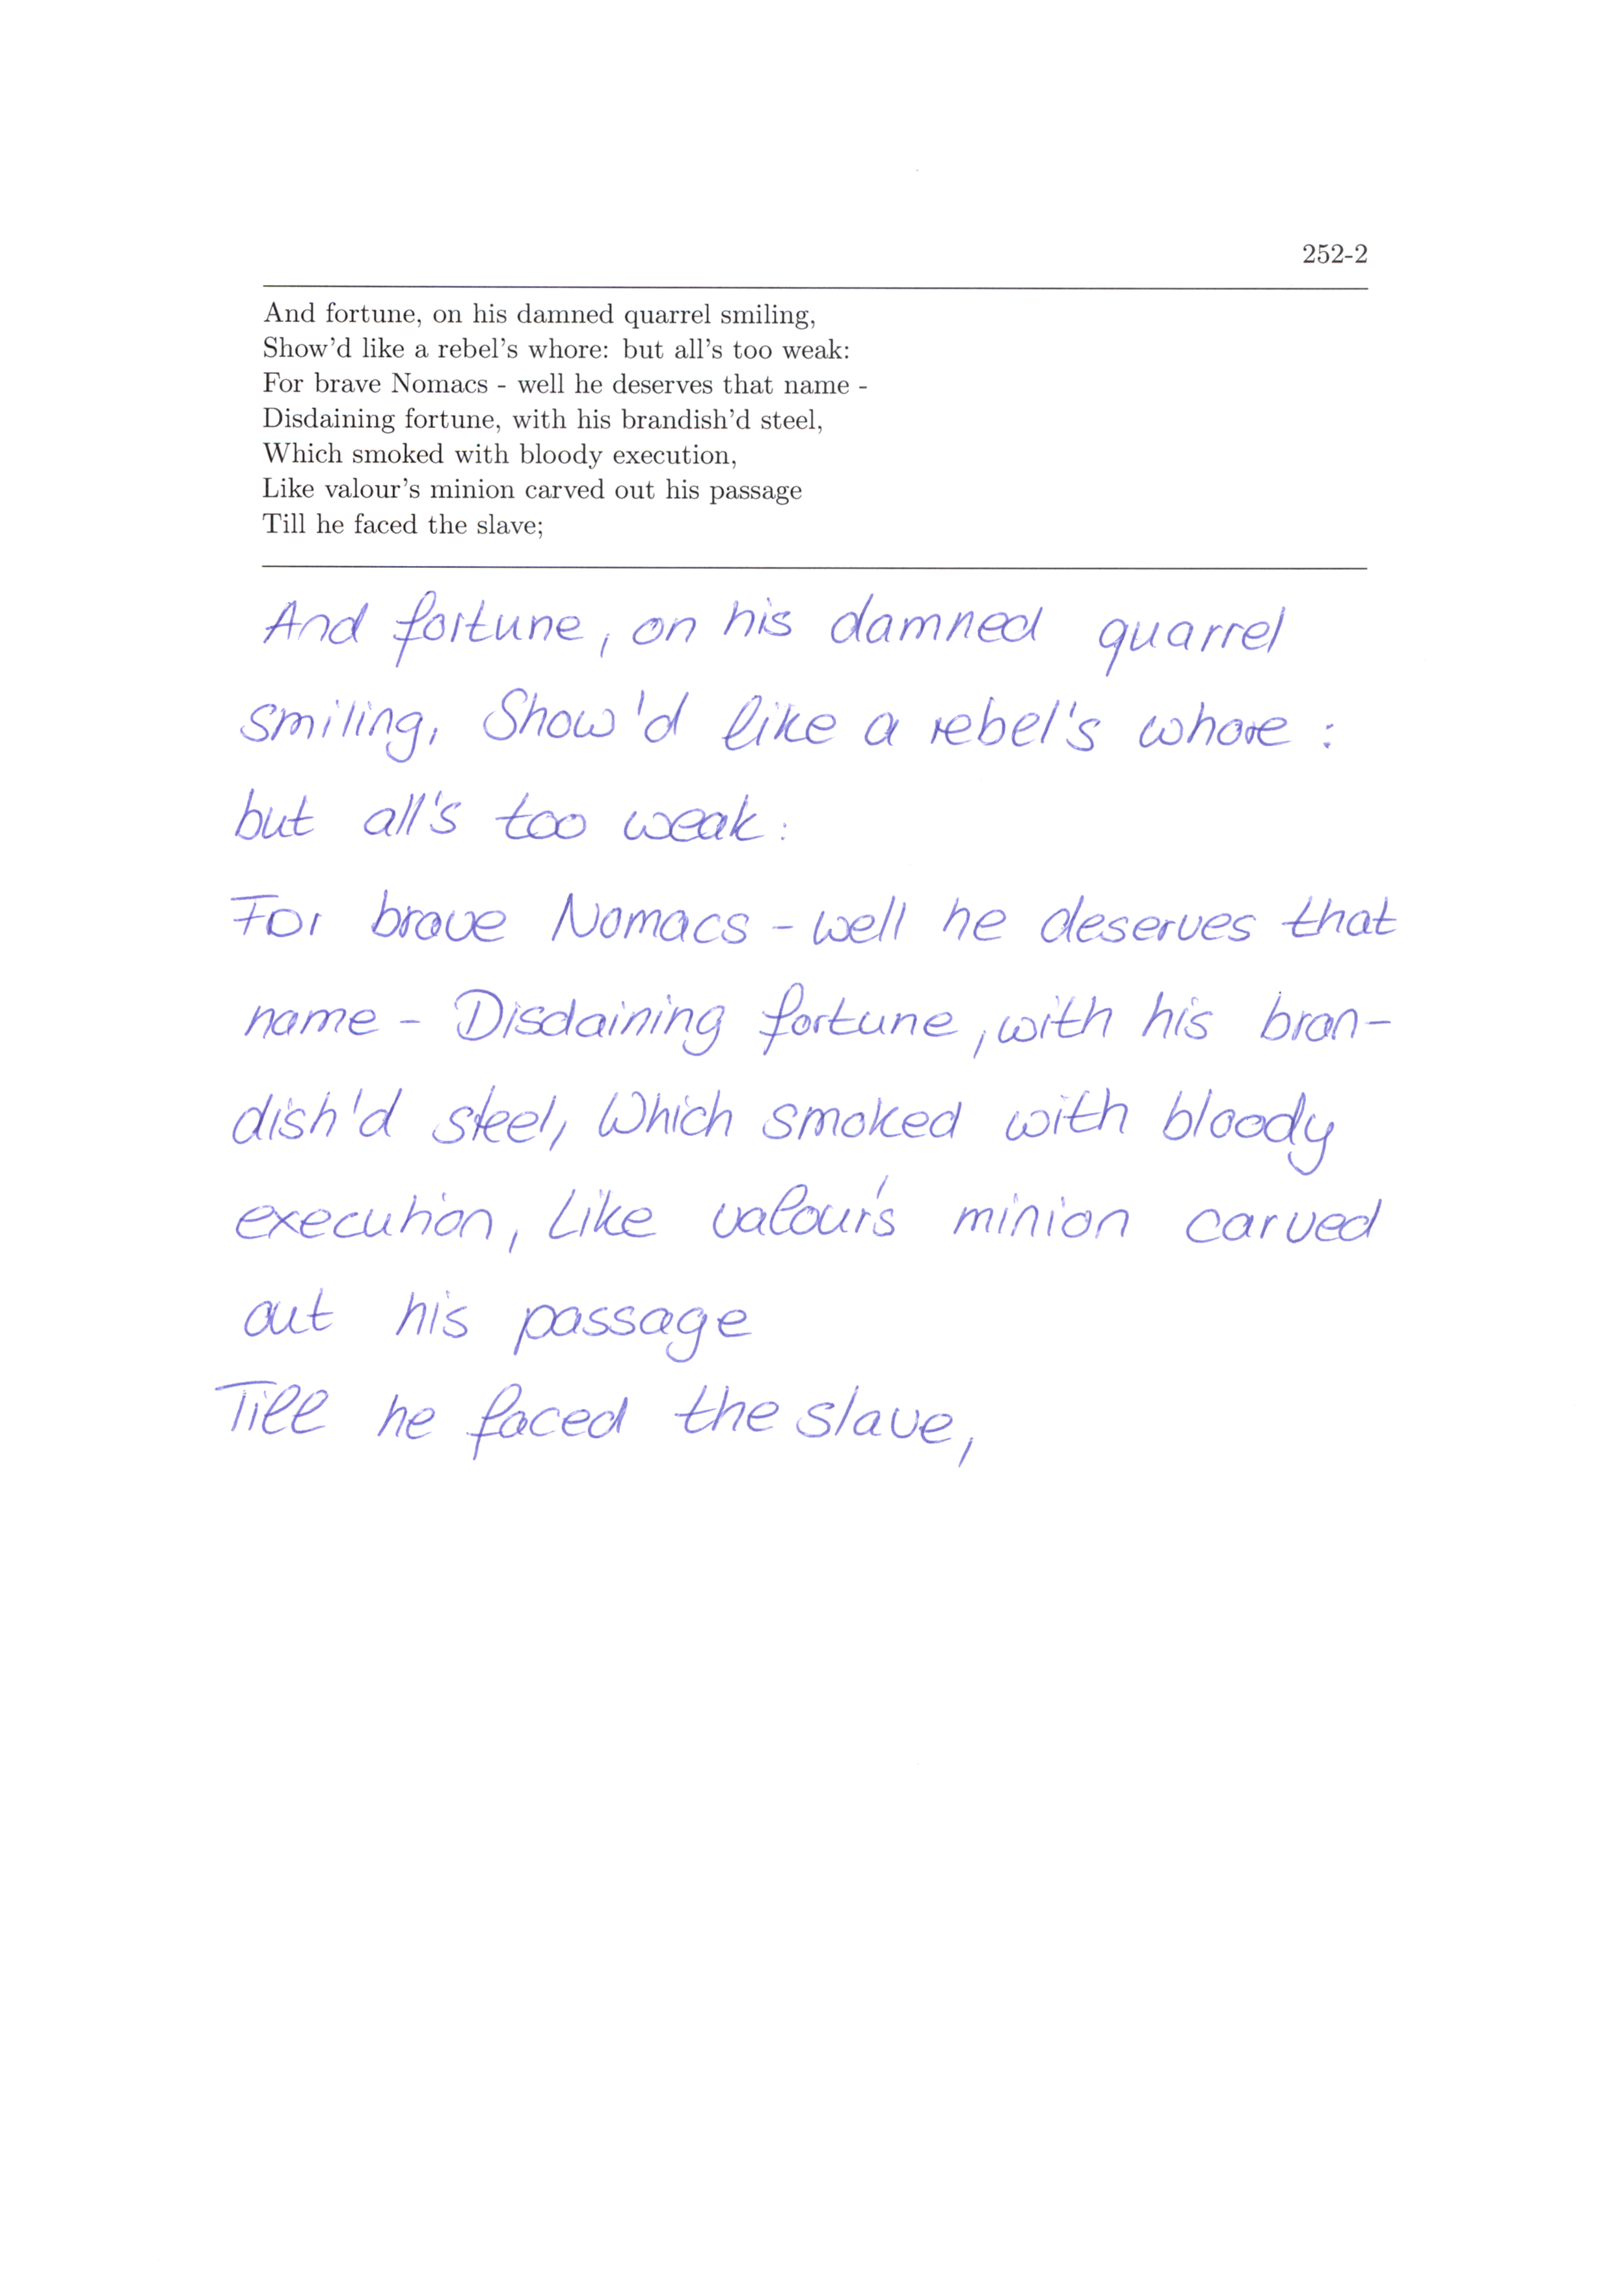 252-2
And fortune, on his damned quarrel smiling,
Show'd like a rebel's whore: but all's too weak:
For brave Nomacs - well he deserves that name -
Disdaining fortune, with his brandish'd steel,
Which smoked with bloody execution,
Like valour's minion carved out his passage
Till he faced the slave;
And fortune, on his damned quarrel
smiling, Show'd like a rebel's whore :
but all's too weak:
For brave Nomacs - well he deserves that
name - Disdaining fortune, with his bran-
dish'd steel, Which smoked with bloody
execution, Like valour's minion carved
out his passage
Till he faced the slave,